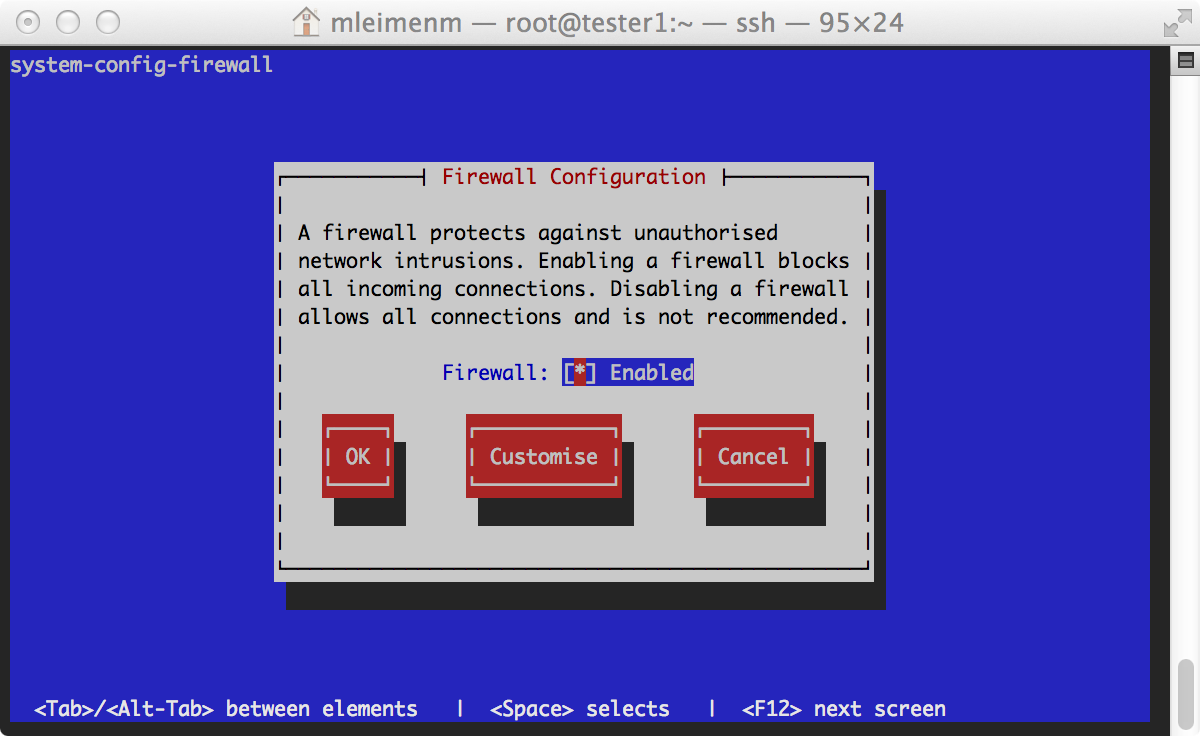 mleimenm — root@tester1:~ — ssh — 95×24
system-config-firewall
Firewall Configuration
A firewall protects against unauthorised
network intrusions. Enabling a firewall blocks
all incoming connections. Disabling a firewall
allows all connections and is not recommended.
Firewall: [*] Enabled
OK Customise Cancel
<Tab>/<Alt-Tab> between elements | <Space> selects | <F12> next screen